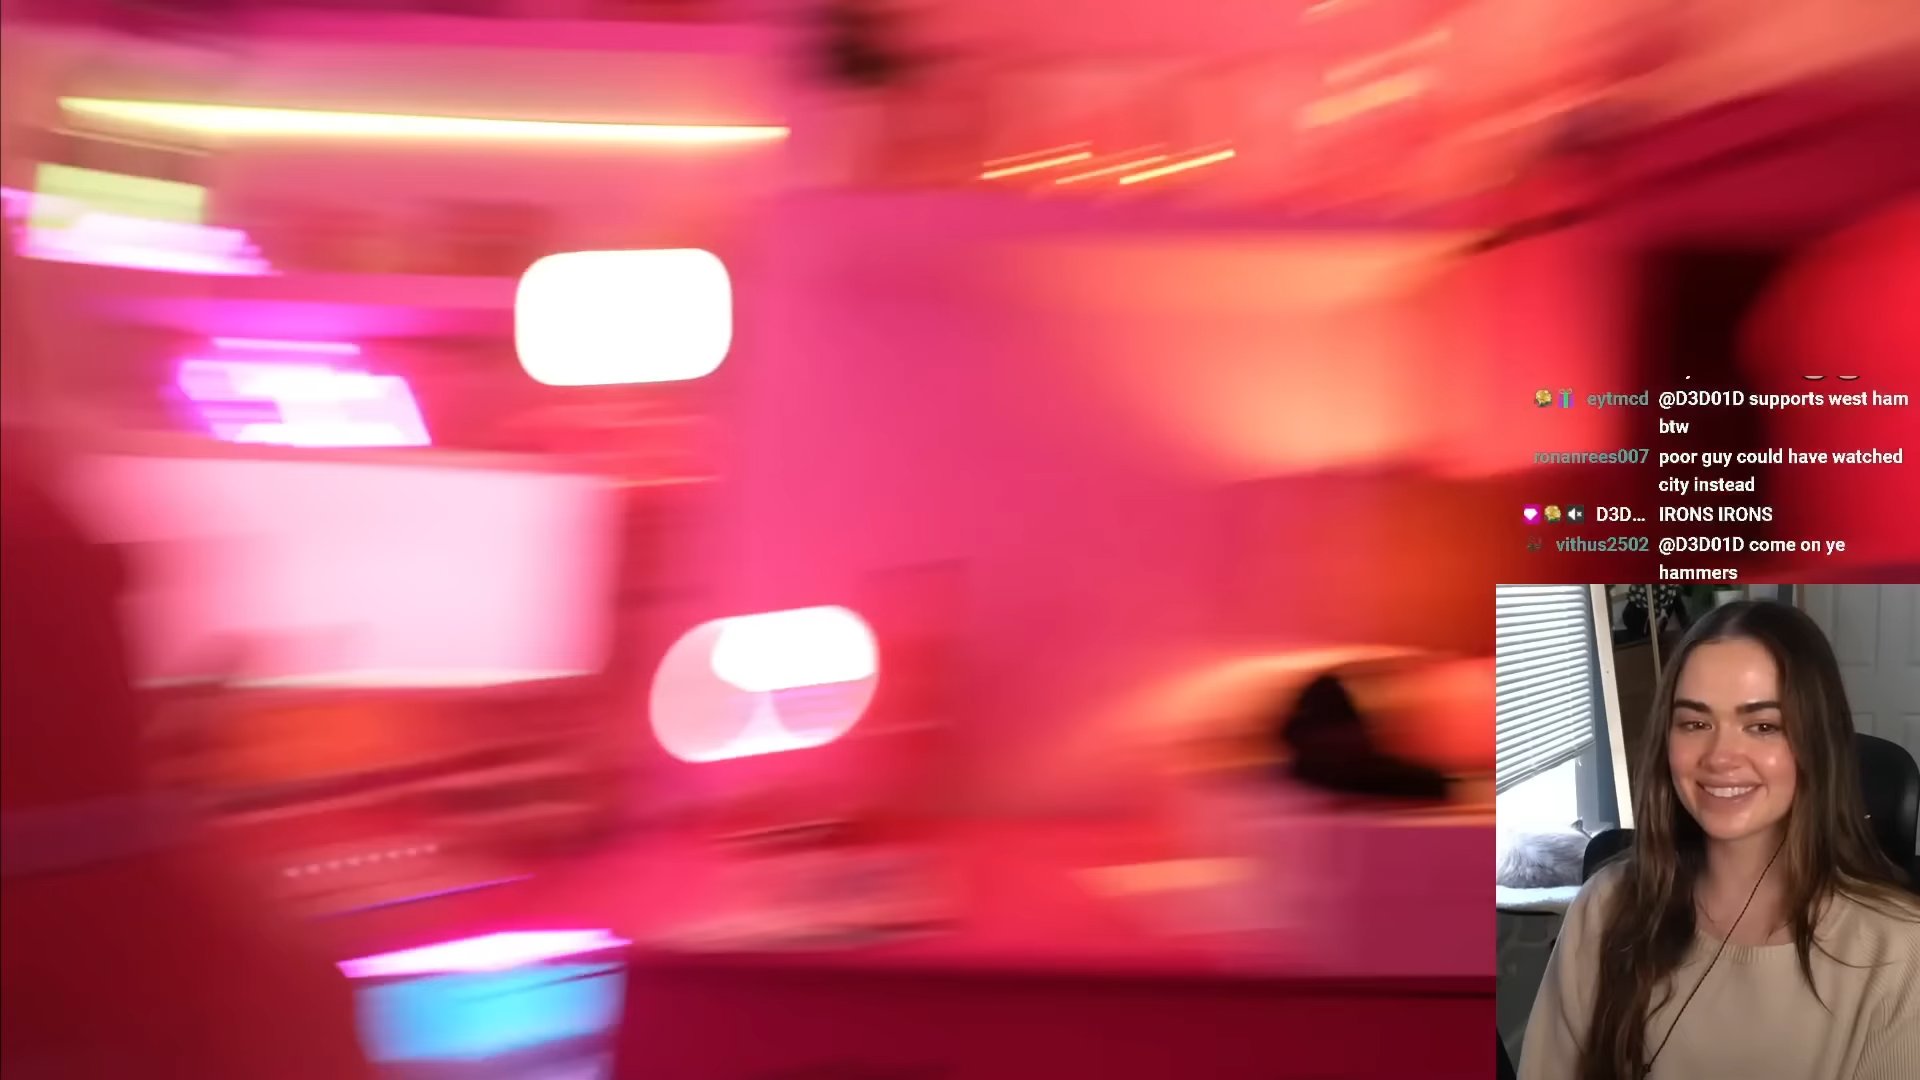 eytmcd @D3D01D supports west ham
btw
ronanrees007 poor guy could have watched
city instead
D3D... IRONS IRONS
vithus2502 @D3D01D come on ye
hammers